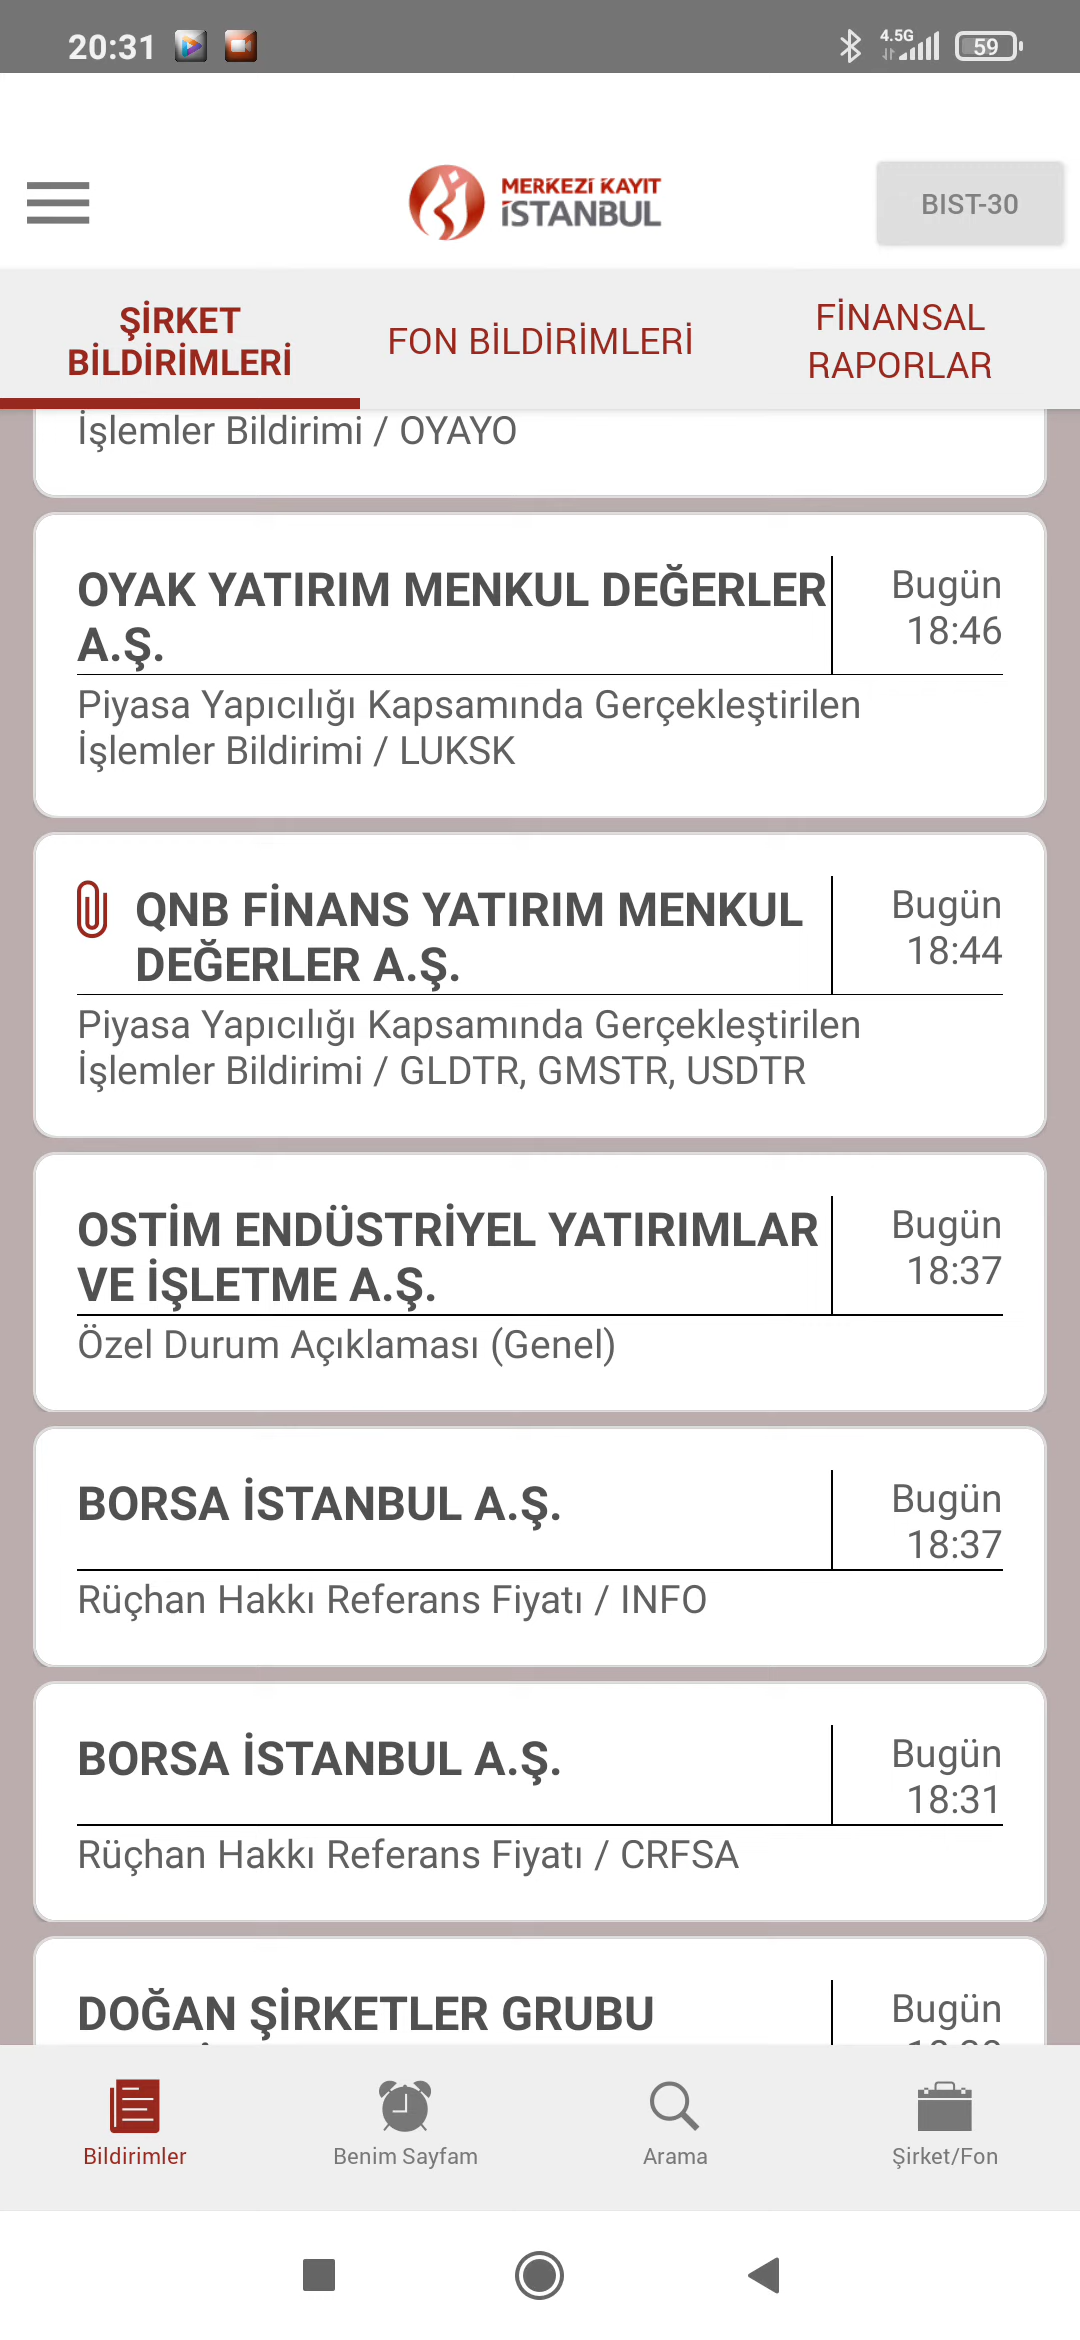 20:31
4.5G
59
MERKEZİ KAYIT
İSTANBUL
BIST-30
ŞİRKET
BİLDİRİMLERİ
FON BİLDİRİMLERİ
FİNANSAL
RAPORLAR
İşlemler Bildirimi / OYAYO
OYAK YATIRIM MENKUL DEĞERLER
A.Ş.
Bugün
18:46
Piyasa Yapıcılığı Kapsamında Gerçekleştirilen
İşlemler Bildirimi / LUKSK
QNB FİNANS YATIRIM MENKUL
DEĞERLER A.Ş.
Bugün
18:44
Piyasa Yapıcılığı Kapsamında Gerçekleştirilen
İşlemler Bildirimi / GLDTR, GMSTR, USDTR
OSTİM ENDÜSTRİYEL YATIRIMLAR
VE İŞLETME A.Ş.
Bugün
18:37
Özel Durum Açıklaması (Genel)
BORSA İSTANBUL A.Ş.
Bugün
18:37
Rüçhan Hakkı Referans Fiyatı / INFO
BORSA İSTANBUL A.Ş.
Bugün
18:31
Rüçhan Hakkı Referans Fiyatı / CRFSA
DOĞAN ŞİRKETLER GRUBU
Bugün
Bildirimler
Benim Sayfam
Arama
Şirket/Fon